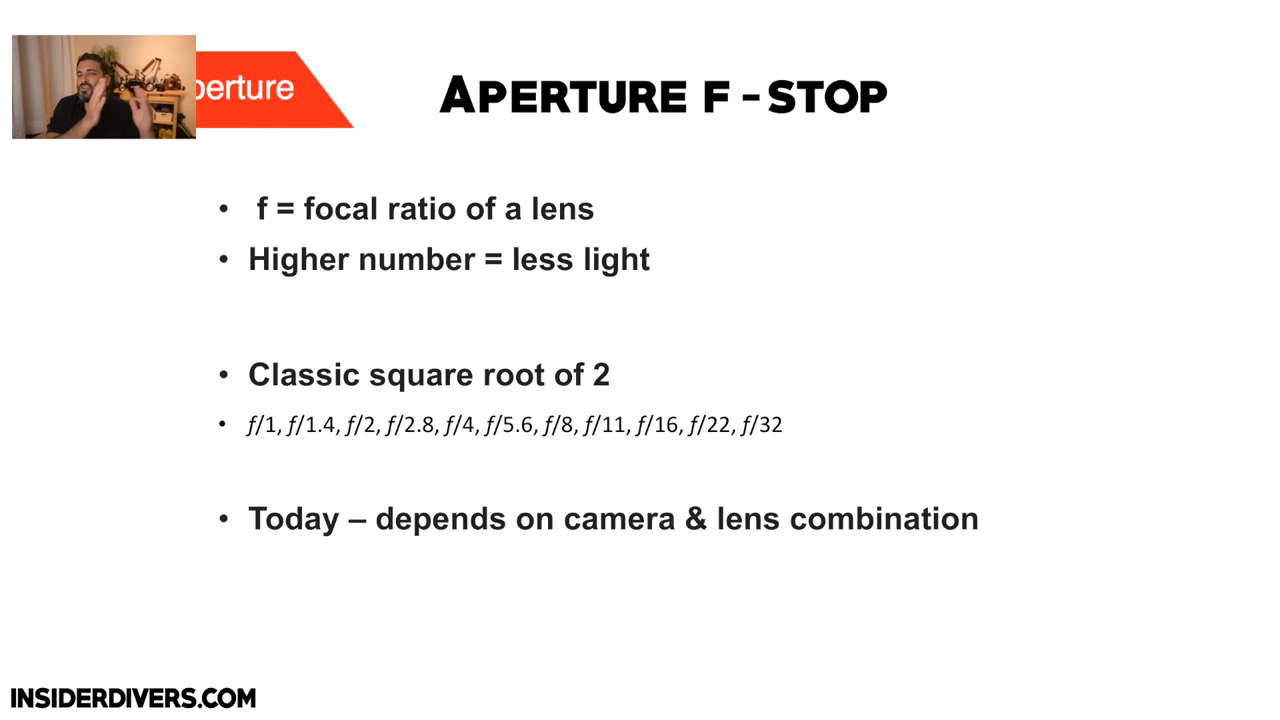 perture
APERTURE F - STOP
• f = focal ratio of a lens
• Higher number = less light
• Classic square root of 2
• f/1, f/1.4, f/2, f/2.8, f/4, f/5.6, f/8, f/11, f/16, f/22, f/32
• Today – depends on camera & lens combination
INSIDERDIVERS.COM